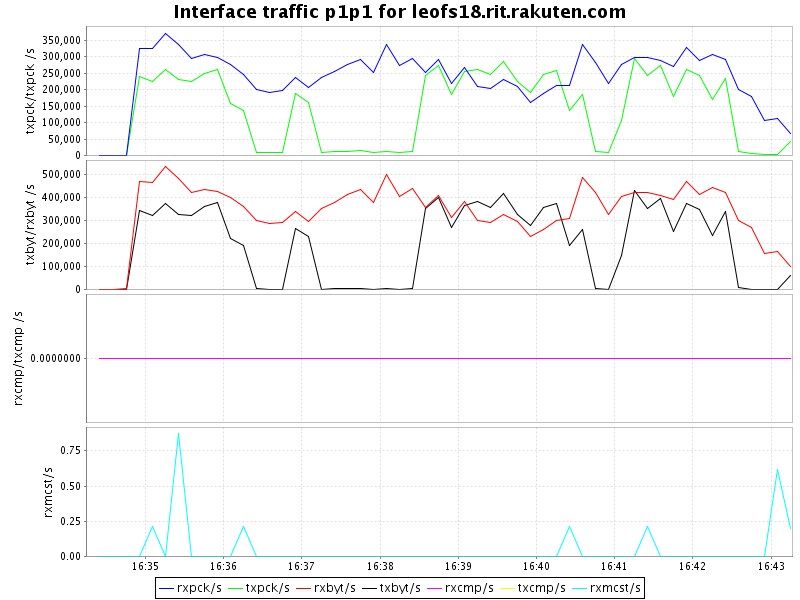 Interface traffic p1p1 for leofs18.rit.rakuten.com
txpck/txpck /s
350,000
300,000
250,000
200,000
150,000
100,000
50,000
0
txbyt/rxbyt /s
500,000
400,000
300,000
200,000
100,000
0
rxcmp/txcmp /s
0.0000000
rxmcst/s
0.75
0.50
0.25
0.00
16:35 16:36 16:37 16:38 16:39 16:40 16:41 16:42 16:43
rxpck/s txpck/s rxbyt/s txbyt/s rxcmp/s txcmp/s rxmcst/s